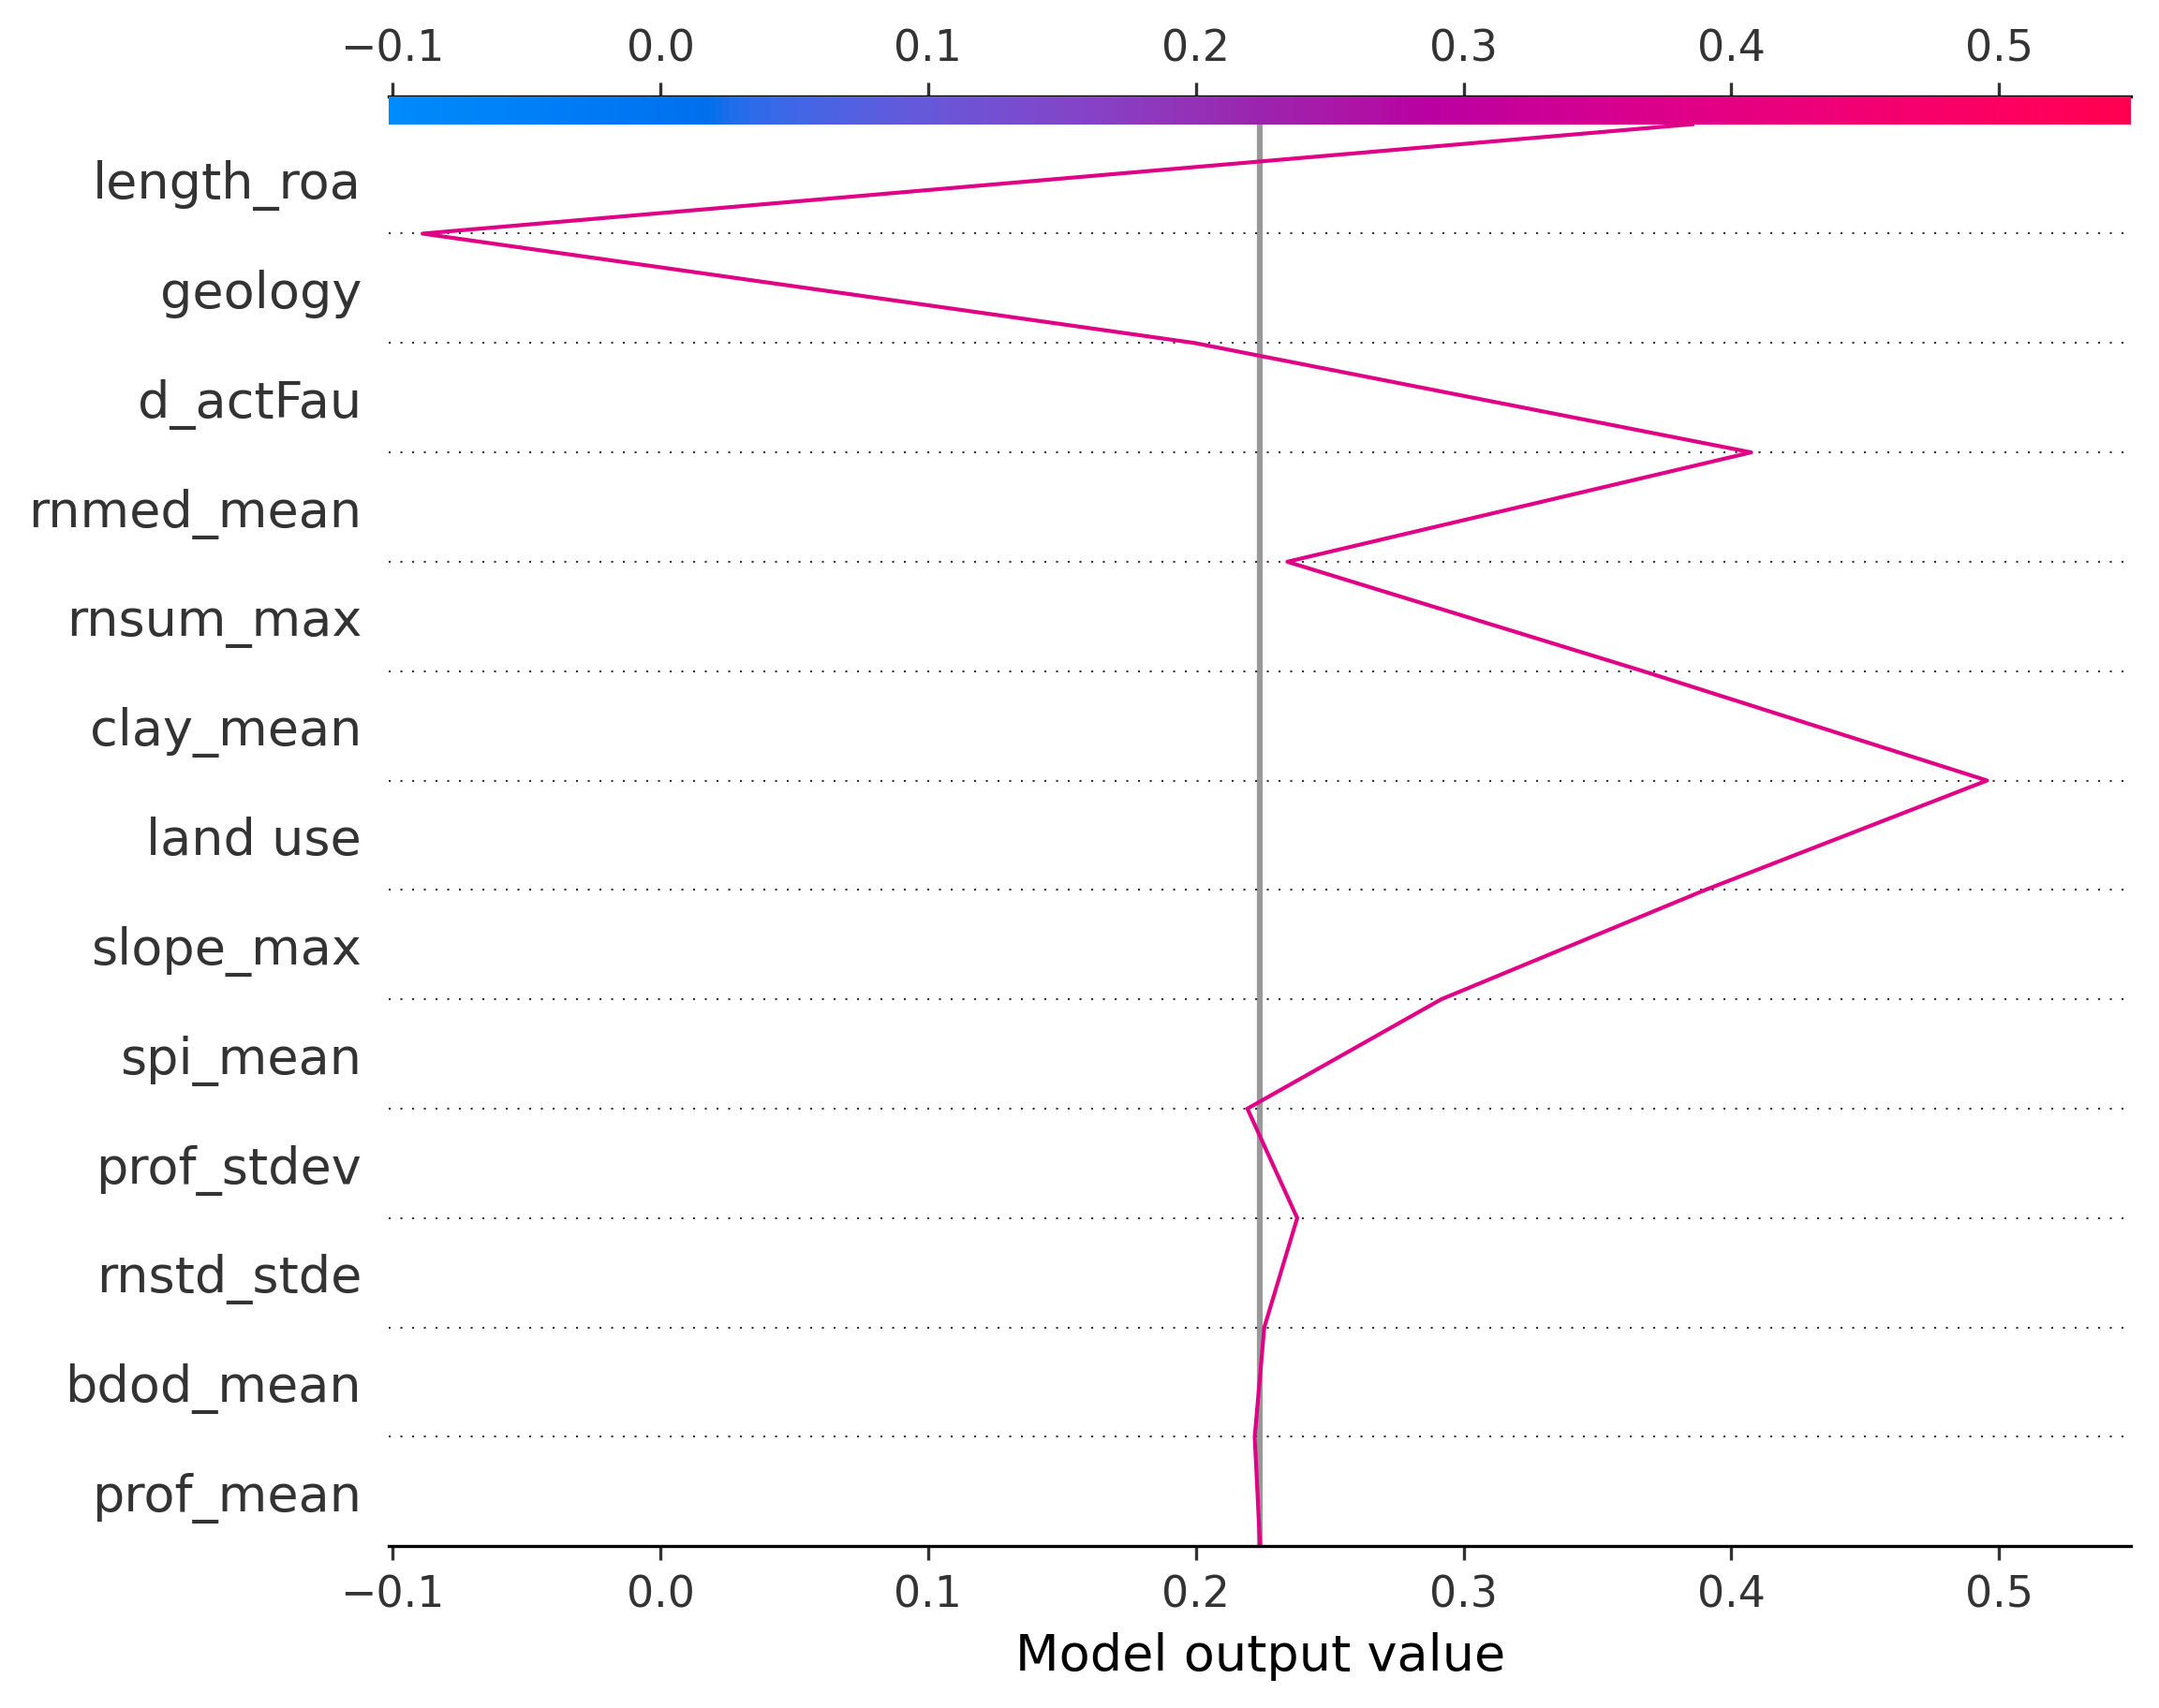 −0.1 0.0 0.1 0.2 0.3 0.4 0.5
length_roa
geology
d_actFau
rnmed_mean
rnsum_max
clay_mean
land use
slope_max
spi_mean
prof_stdev
rnstd_stde
bdod_mean
prof_mean
−0.1 0.0 0.1 0.2 0.3 0.4 0.5
Model output value